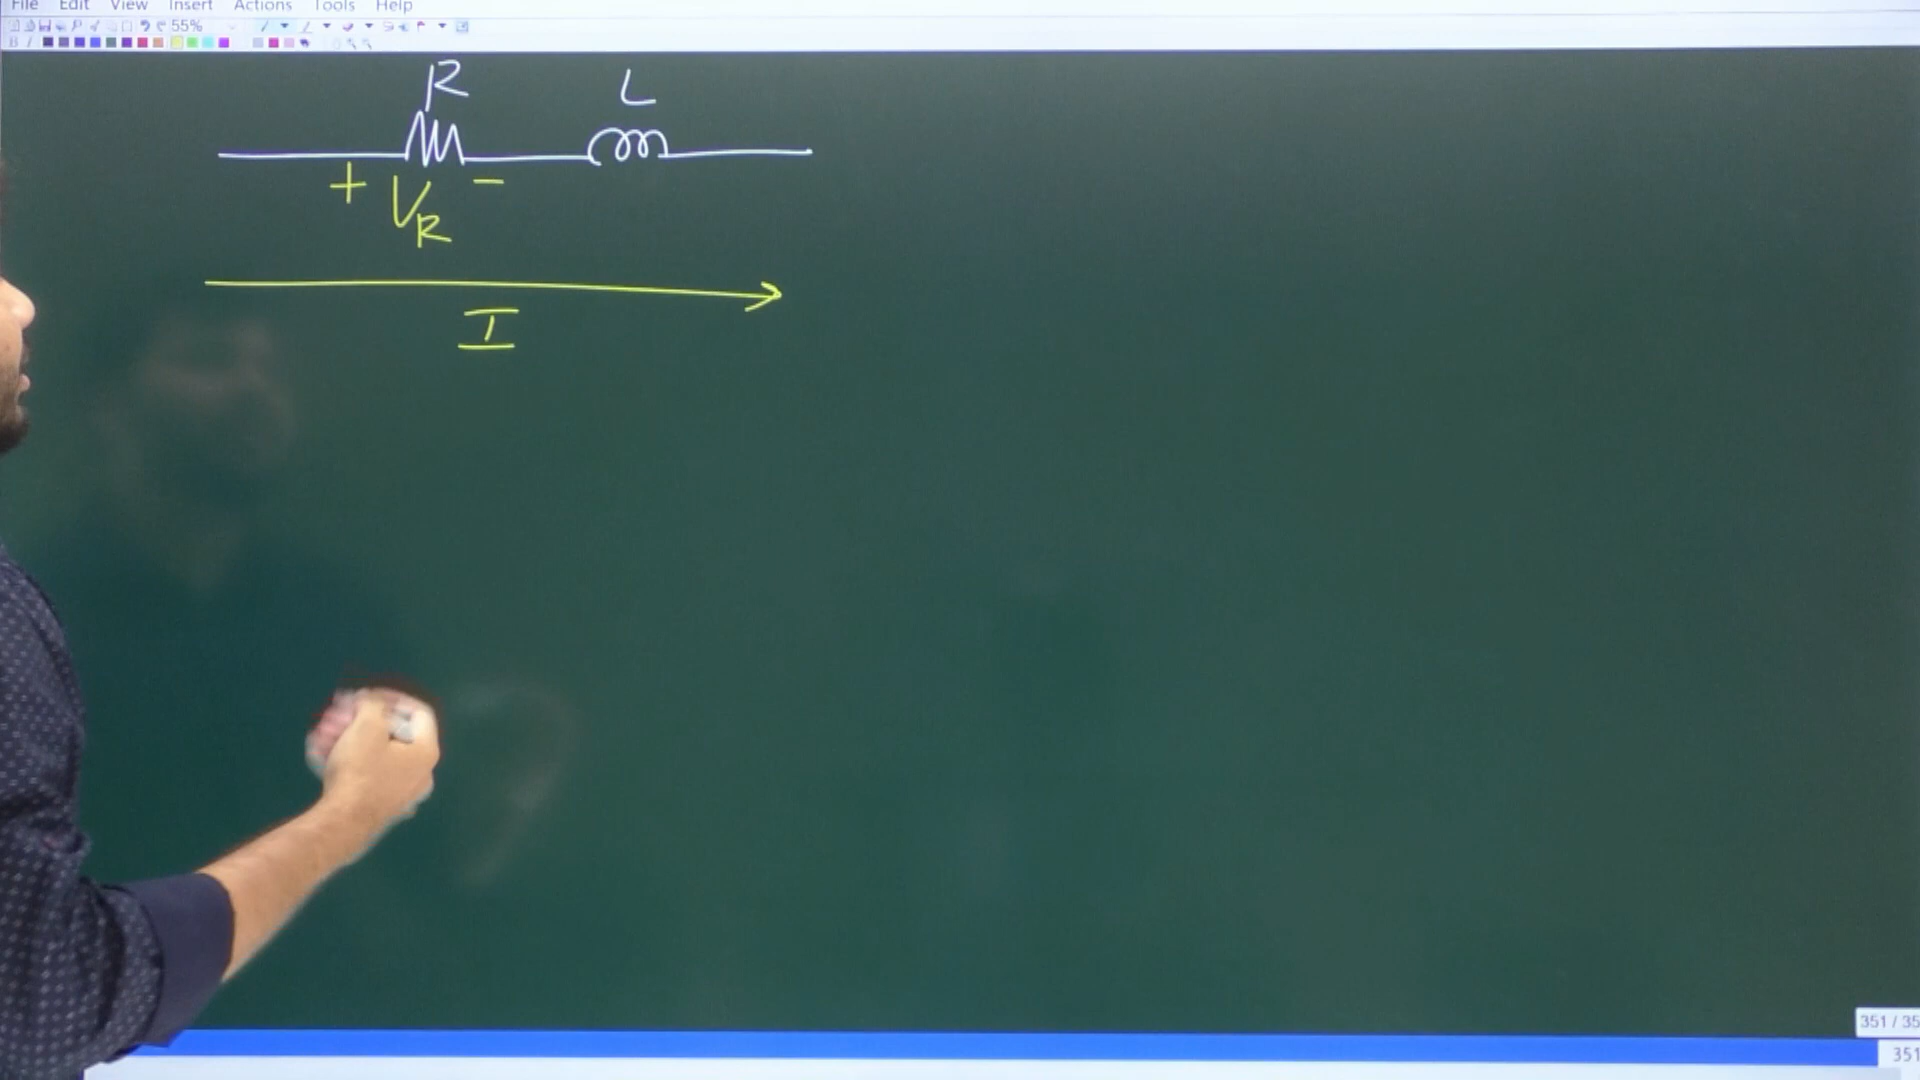 File Edit View Insert Actions Tools Help
55%
B I
R L
+ V_R -
I
351 / 35
351